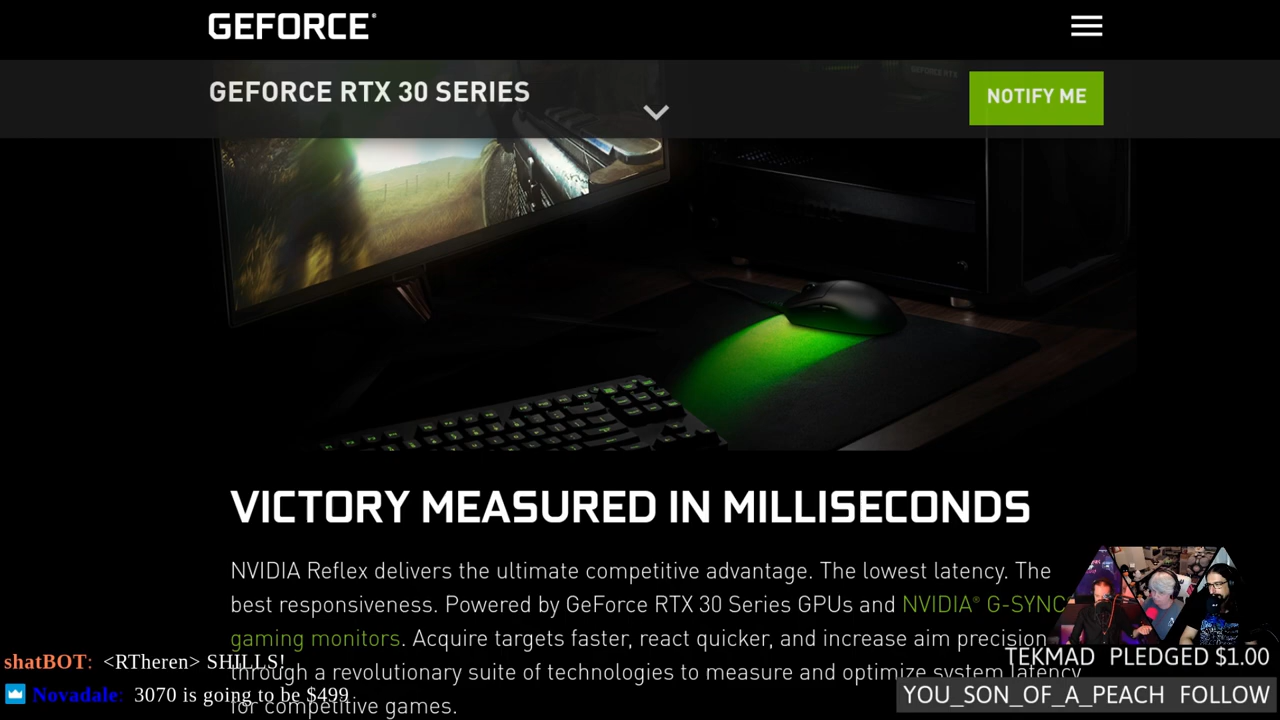 GEFORCE®
GEFORCE RTX 30 SERIES
NOTIFY ME
VICTORY MEASURED IN MILLISECONDS
NVIDIA Reflex delivers the ultimate competitive advantage. The lowest latency. The
best responsiveness. Powered by GeForce RTX 30 Series GPUs and NVIDIA® G-SYNC
gaming monitors. Acquire targets faster, react quicker, and increase aim precision
through a revolutionary suite of technologies to measure and optimize system latency
for competitive games.
shatBOT: <RTheren> SHILLS!
Novadale: 3070 is going to be $499
TEKMAD PLEDGED $1.00
YOU_SON_OF_A_PEACH FOLLOW